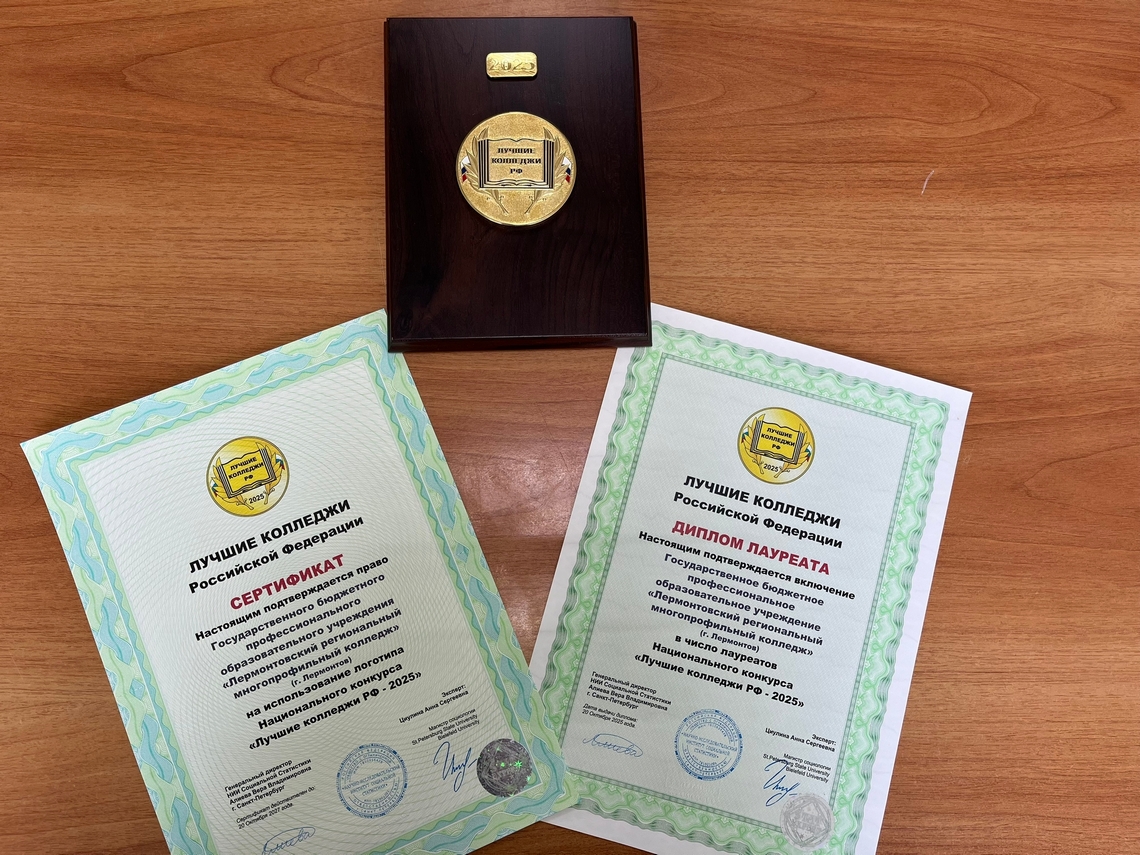 2025
ЛУЧШИЕ
КОЛЛЕДЖИ
РФ
ЛУЧШИЕ
КОЛЛЕДЖИ
РФ
2025
ЛУЧШИЕ КОЛЛЕДЖИ
Российской Федерации
СЕРТИФИКАТ
Настоящим подтверждается право
Государственного бюджетного
профессионального
образовательного учреждения
«Лермонтовский региональный
многопрофильный колледж»
(г. Лермонтов)
на использование логотипа
Национального конкурса
«Лучшие колледжи РФ - 2025»
Генеральный директор
НИИ Социальной Статистики
Алиева Вера Владимировна
г. Санкт-Петербург
Сертификат действителен до:
20 Октября 2027 года
Эксперт:
Циулина Анна Сергеевна
Магистр социологии
St.Petersburg State University
Bielefeld University
ЛУЧШИЕ
КОЛЛЕДЖИ
РФ
2025
ЛУЧШИЕ КОЛЛЕДЖИ
Российской Федерации
ДИПЛОМ ЛАУРЕАТА
Настоящим подтверждается включение
Государственное бюджетное
профессиональное
образовательное учреждение
«Лермонтовский региональный
многопрофильный колледж»
(г. Лермонтов)
в число лауреатов
Национального конкурса
«Лучшие колледжи РФ - 2025»
Генеральный директор
НИИ Социальной Статистики
Алиева Вера Владимировна
г. Санкт-Петербург
Дата выдачи диплома:
20 Октября 2025 года
Эксперт:
Циулина Анна Сергеевна
Магистр социологии
St.Petersburg State University
Bielefeld University